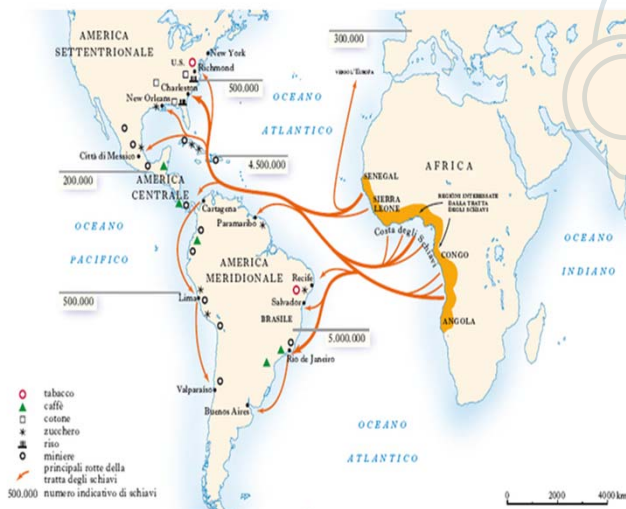 AMERICA
SETTENTRIONALE
U.S.
New York
Richmond
Charleston
New Orleans
500.000
300.000
VERSO L'EUROPA
OCEANO
ATLANTICO
4.500.000
Città di Messico
200.000
AMERICA
CENTRALE
Cartagena
Paramaribo
OCEANO
PACIFICO
AMERICA
MERIDIONALE
Recife
Salvador
BRASILE
Lima
500.000
5.000.000
Rio de Janeiro
Valparaiso
Buenos Aires
AFRICA
SENEGAL
SIERRA
LEONE
REGIONI INTERESSATE
DALLA TRATTA
DEGLI SCHIAVI
Costa degli Schiavi
CONGO
ANGOLA
OCEANO
INDIANO
OCEANO
ATLANTICO
tabacco
caffè
cotone
zucchero
riso
miniere
principali rotte della
tratta degli schiavi
500.000 numero indicativo di schiavi
0 2000 4000 km